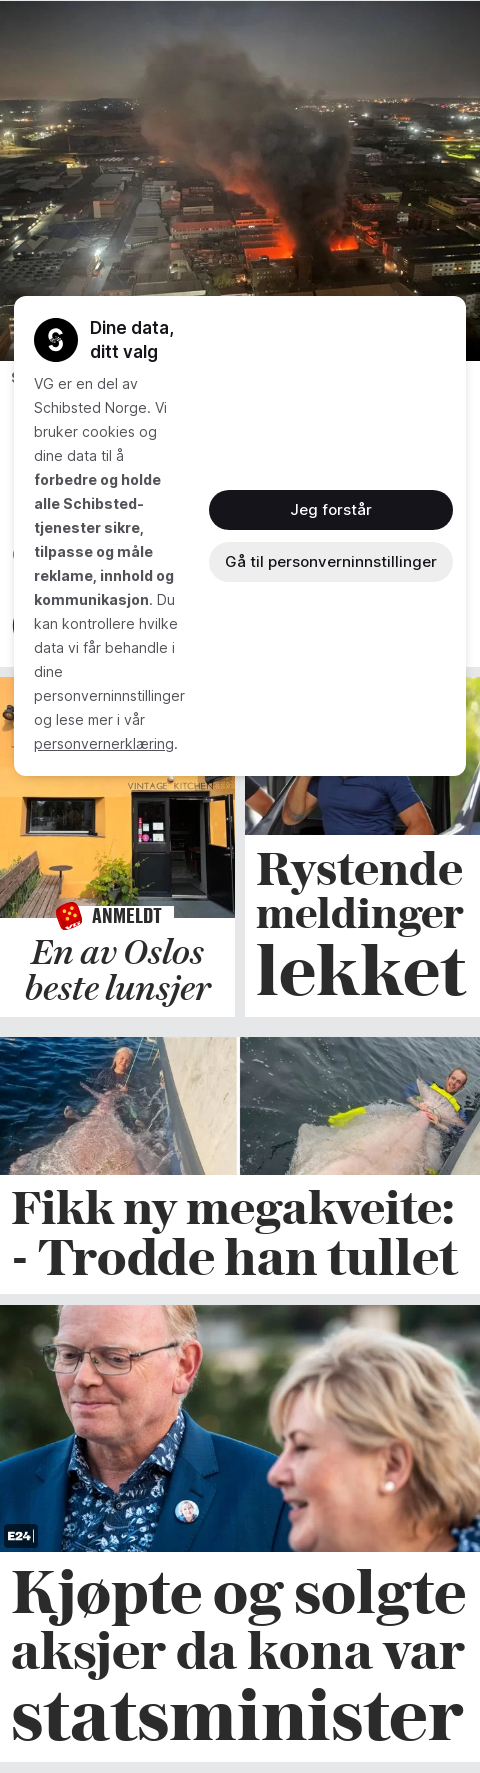 Dine data,
ditt valg
VG er en del av
Schibsted Norge. Vi
bruker cookies og
dine data til å
forbedre og holde
alle Schibsted-
tjenester sikre,
tilpasse og måle
reklame, innhold og
kommunikasjon. Du
kan kontrollere hvilke
data vi får behandle i
dine
personverninnstillinger
og lese mer i vår
personvernerklæring.
Jeg forstår
Gå til personverninnstillinger
VINTAGE KITCHEN
ANMELDT
En av Oslos
beste lunsjer
Rystende
meldinger
lekket
Fikk ny megakveite:
- Trodde han tullet
E24
Kjøpte og solgte
aksjer da kona var
statsminister